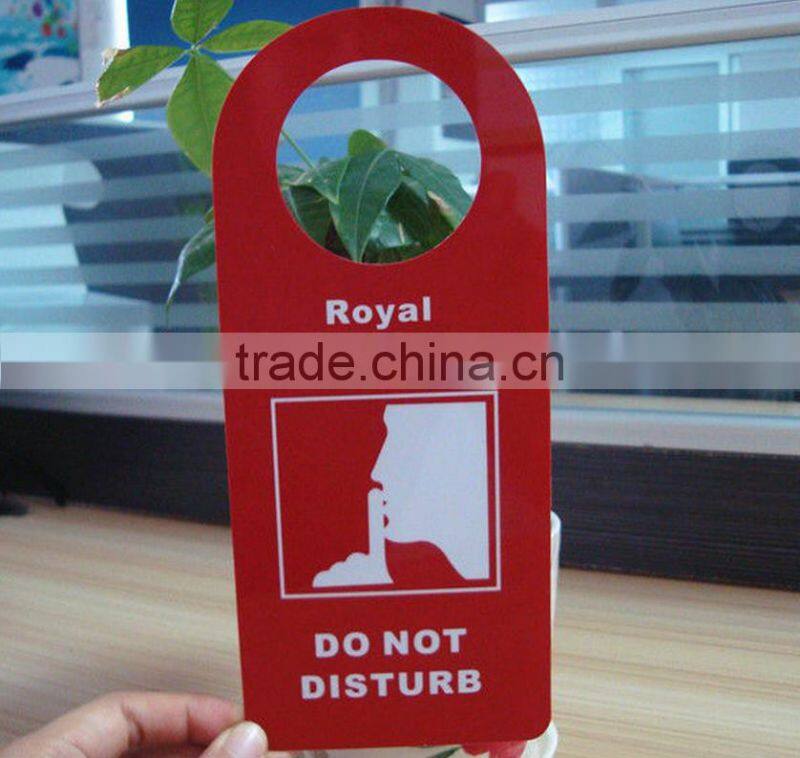 Royal
trade.china.cn
DO NOT
DISTURB